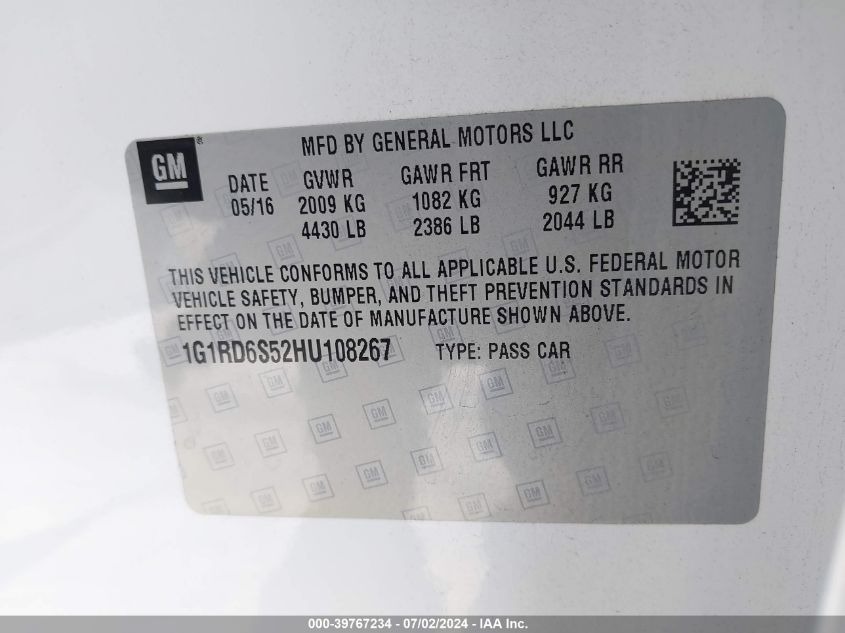 GM ®
MFD BY GENERAL MOTORS LLC
DATE GVWR GAWR FRT GAWR RR
05/16 2009 KG 1082 KG 927 KG
4430 LB 2386 LB 2044 LB
THIS VEHICLE CONFORMS TO ALL APPLICABLE U.S. FEDERAL MOTOR
VEHICLE SAFETY, BUMPER, AND THEFT PREVENTION STANDARDS IN
EFFECT ON THE DATE OF MANUFACTURE SHOWN ABOVE.
1G1RD6S52HU108267 TYPE: PASS CAR
000-39767234 - 07/02/2024 - IAA Inc.